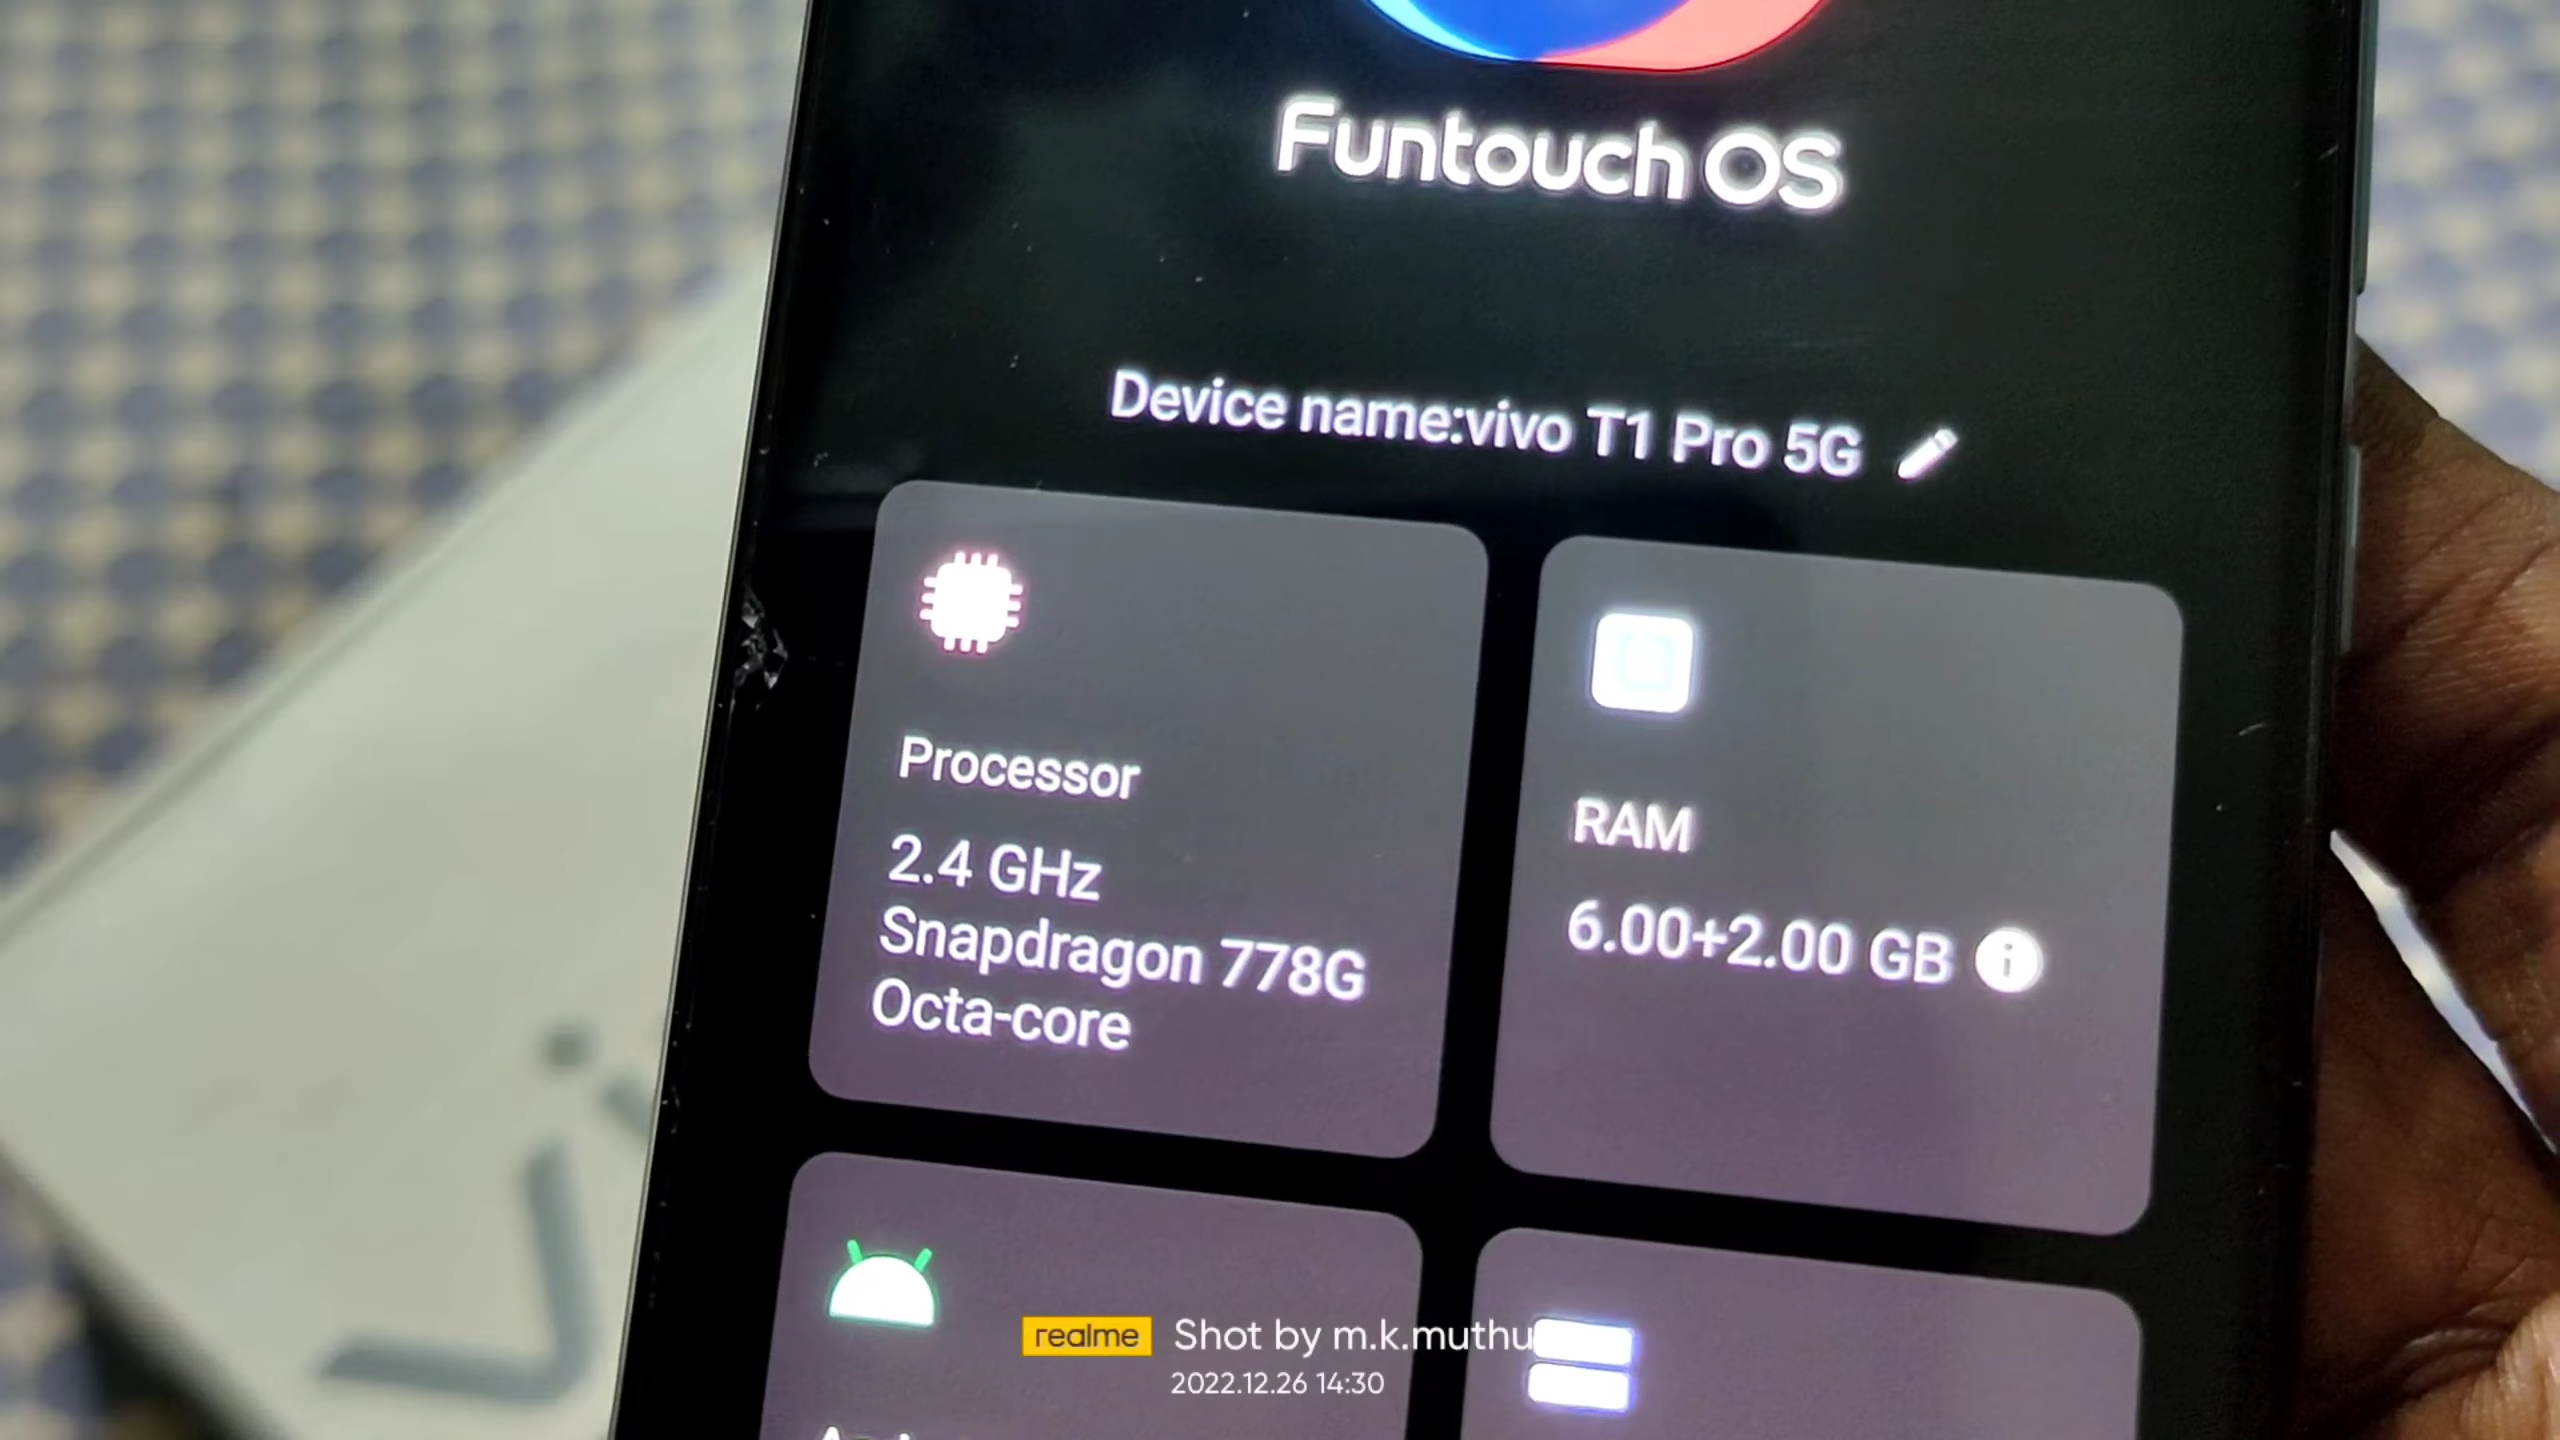 Funtouch OS
Device name:vivo T1 Pro 5G
Processor
2.4 GHz
Snapdragon 778G
Octa-core
RAM
6.00+2.00 GB
realme Shot by m.k.muthu
2022.12.26 14:30